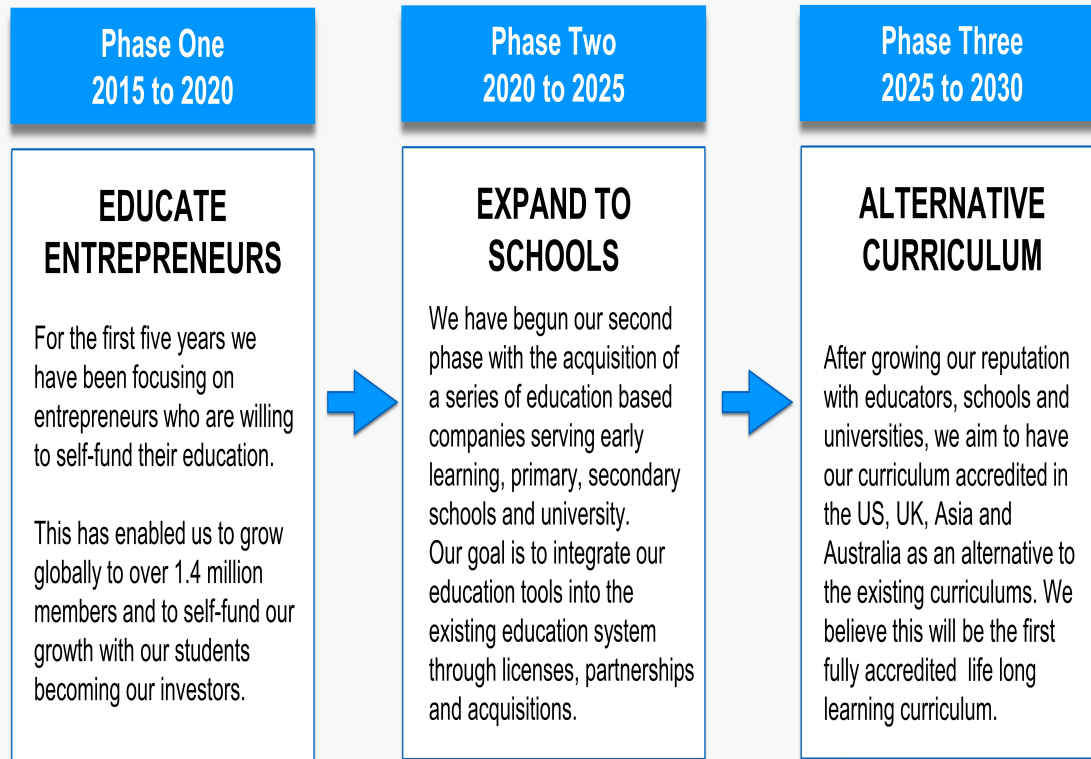 Phase One
2015 to 2020
EDUCATE
ENTREPRENEURS
For the first five years we
have been focusing on
entrepreneurs who are willing
to self-fund their education.
This has enabled us to grow
globally to over 1.4 million
members and to self-fund our
growth with our students
becoming our investors.
Phase Two
2020 to 2025
EXPAND TO
SCHOOLS
We have begun our second
phase with the acquisition of
a series of education based
companies serving early
learning, primary, secondary
schools and university.
Our goal is to integrate our
education tools into the
existing education system
through licenses, partnerships
and acquisitions.
Phase Three
2025 to 2030
ALTERNATIVE
CURRICULUM
After growing our reputation
with educators, schools and
universities, we aim to have
our curriculum accredited in
the US, UK, Asia and
Australia as an alternative to
the existing curriculums. We
believe this will be the first
fully accredited  life long
learning curriculum.